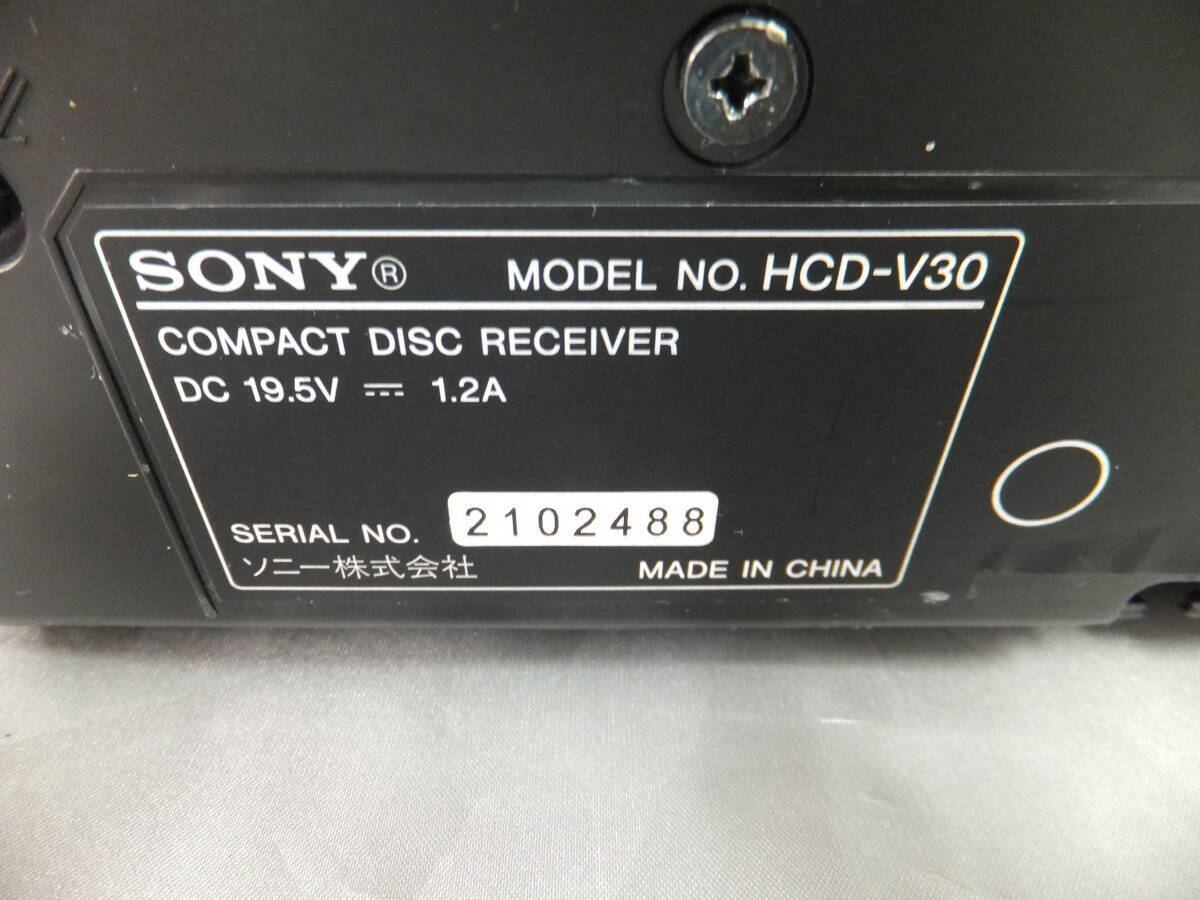 SONY® MODEL NO. HCD-V30
COMPACT DISC RECEIVER
DC 19.5V ⎓ 1.2A
SERIAL NO. 2102488
ソニー株式会社 MADE IN CHINA